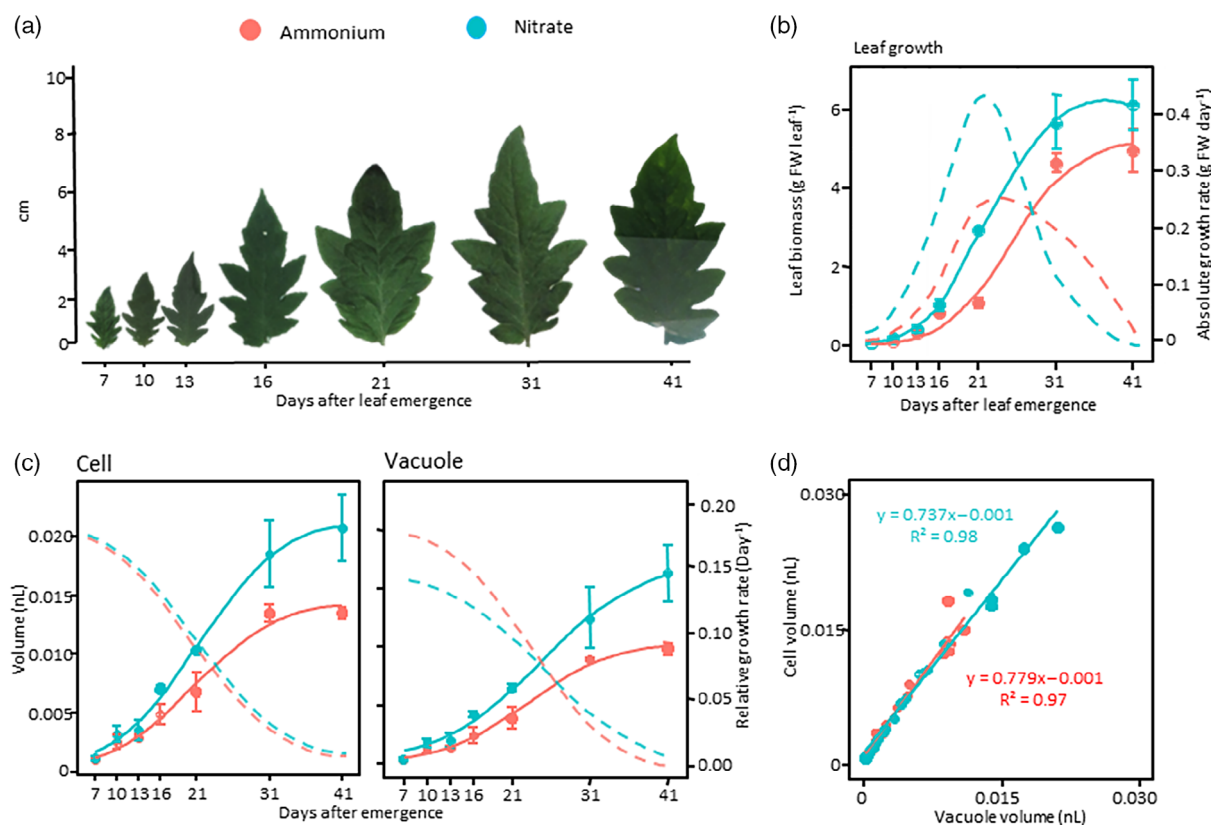 (a)
Ammonium
Nitrate
10
8
6
4
2
0
cm
7 10 13 16 21 31 41
Days after leaf emergence
(b)
Leaf growth
6
4
2
0
Leaf biomass (g FW leaf⁻¹)
0.4
0.3
0.2
0.1
0
Absolute growth rate (g FW day⁻¹)
7 10 13 16 21 31 41
Days after leaf emergence
(c)
Cell
Vacuole
0.020
0.015
0.010
0.005
0
Volume (nL)
0.20
0.15
0.10
0.05
0.00
Relative growth rate (Day⁻¹)
7 10 13 16 21 31 41
7 10 13 16 21 31 41
Days after emergence
(d)
0.030
0.015
0
Cell volume (nL)
y = 0.737x−0.001
R² = 0.98
y = 0.779x−0.001
R² = 0.97
0 0.015 0.030
Vacuole volume (nL)